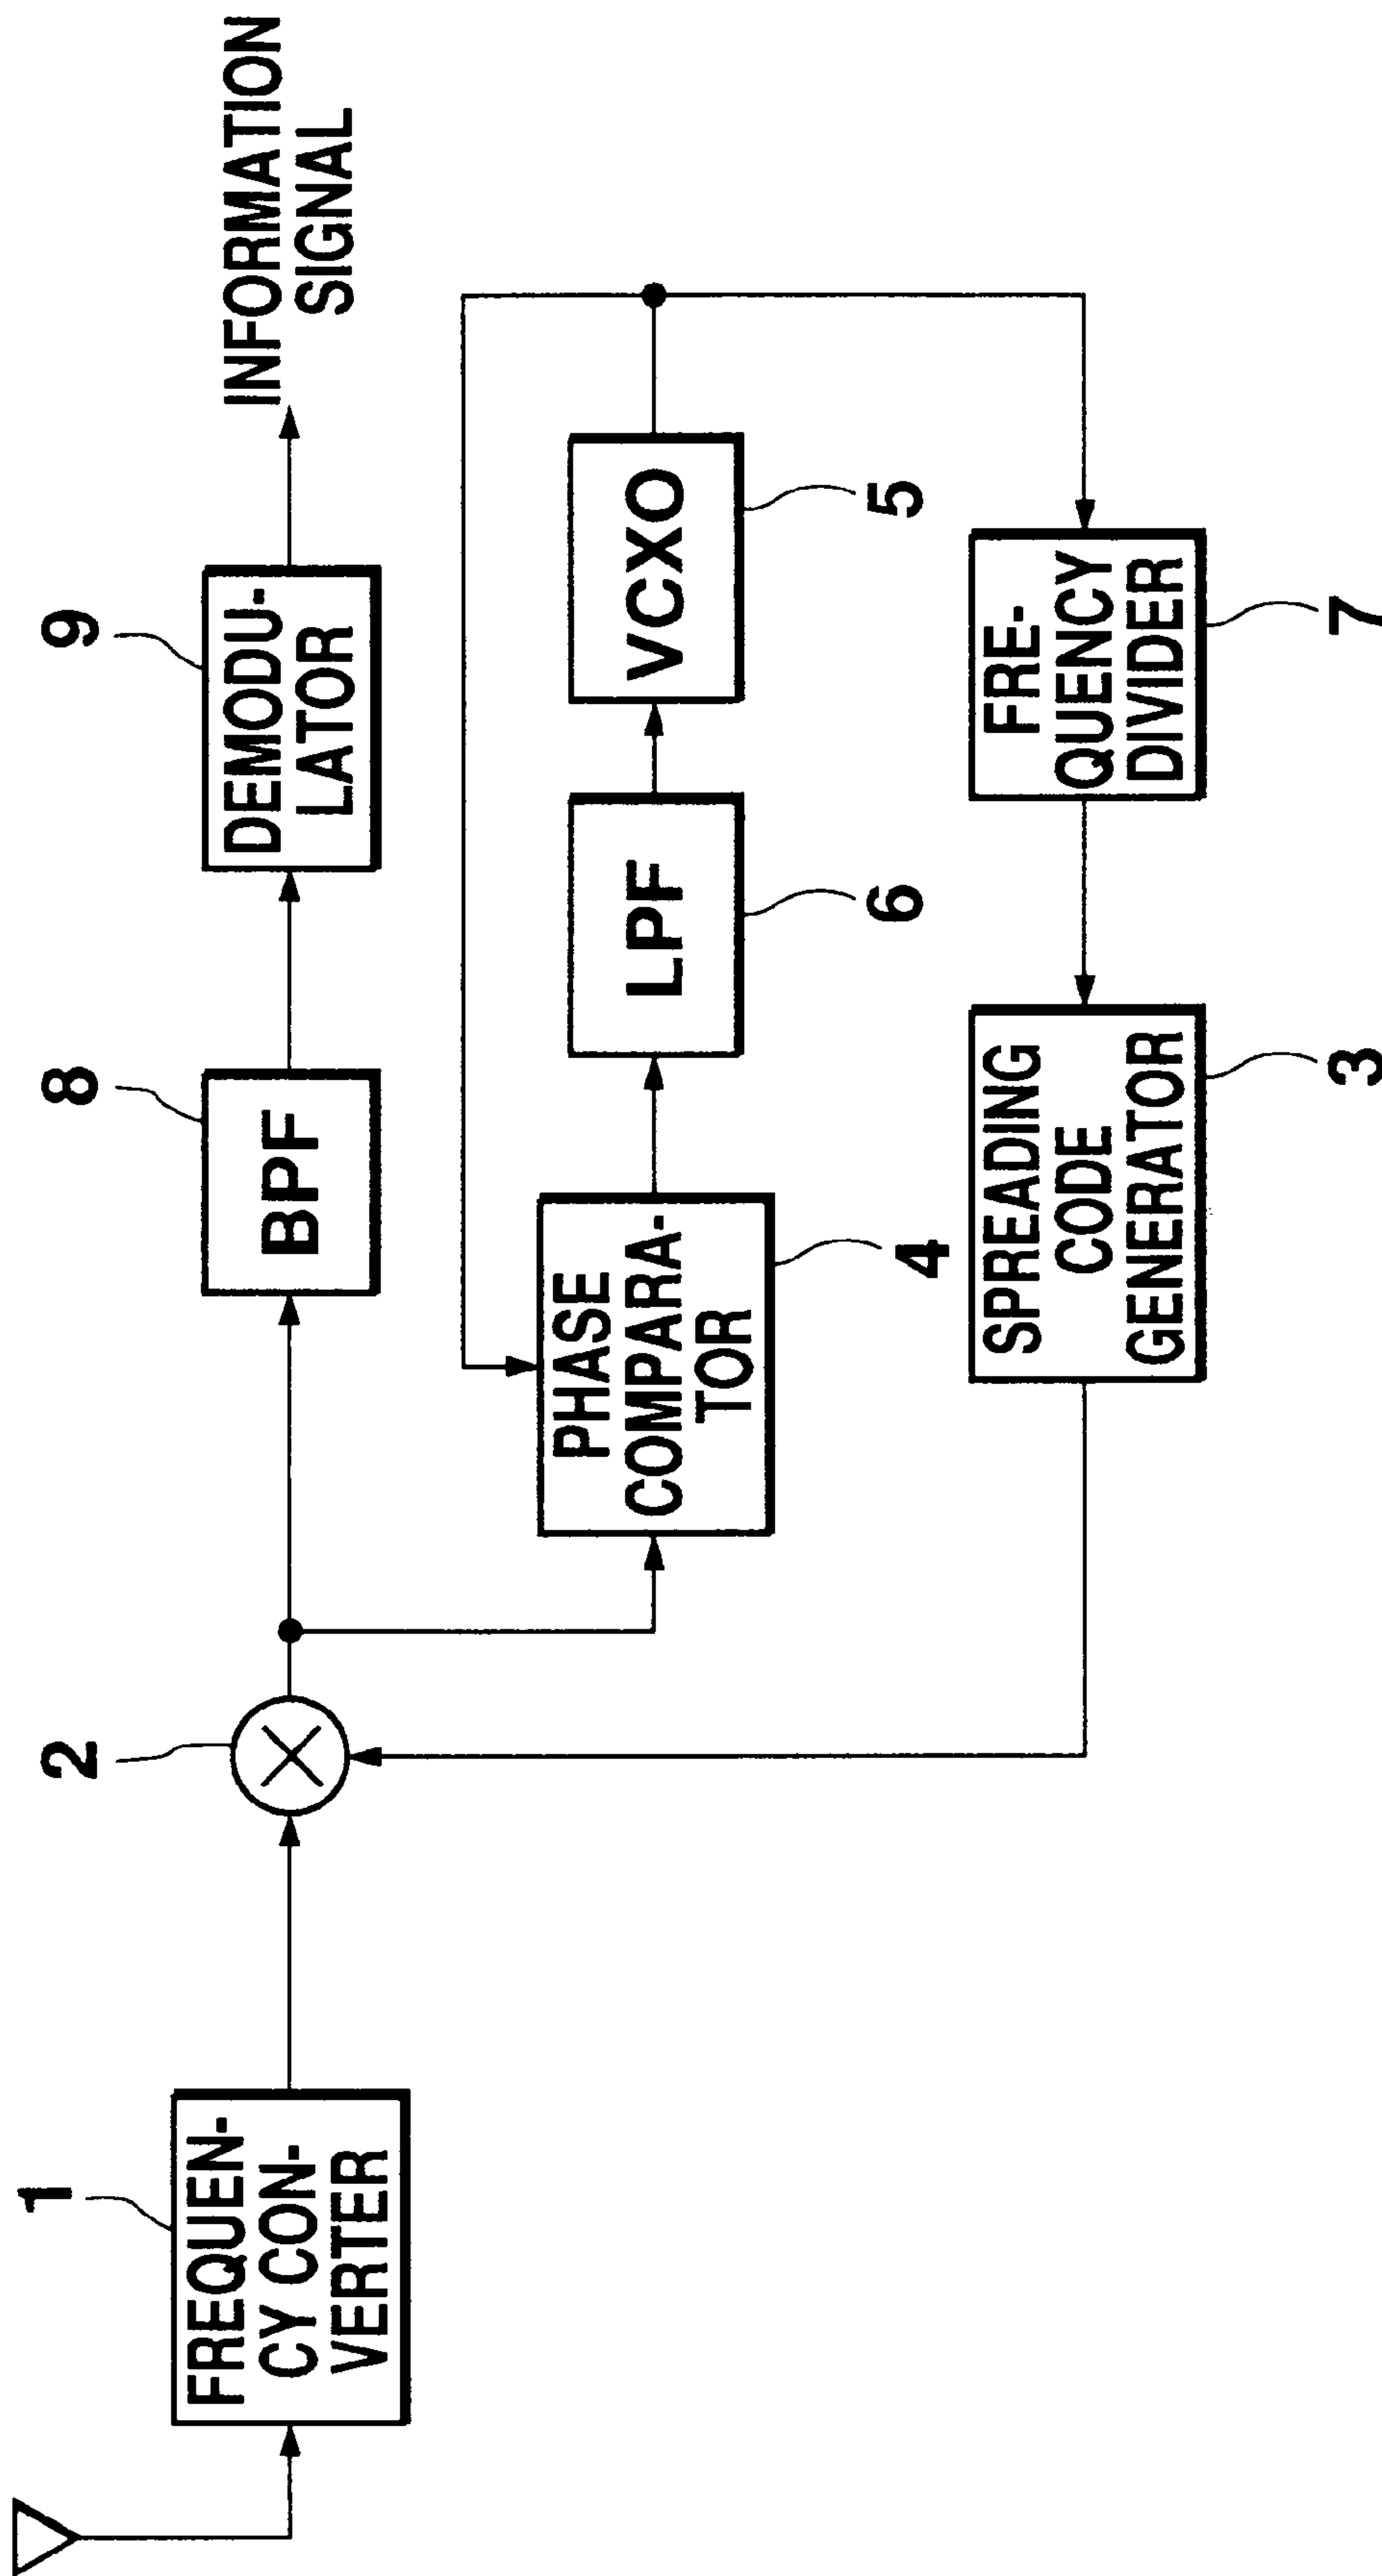 1
FREQUEN-
CY CON-
VERTER
2
8
BPF
9
DEMODU-
LATOR
INFORMATION
SIGNAL
PHASE
COMPARA-
TOR
4
LPF
6
VCXO
5
SPREADING
CODE
GENERATOR
3
FRE-
QUENCY
DIVIDER
7